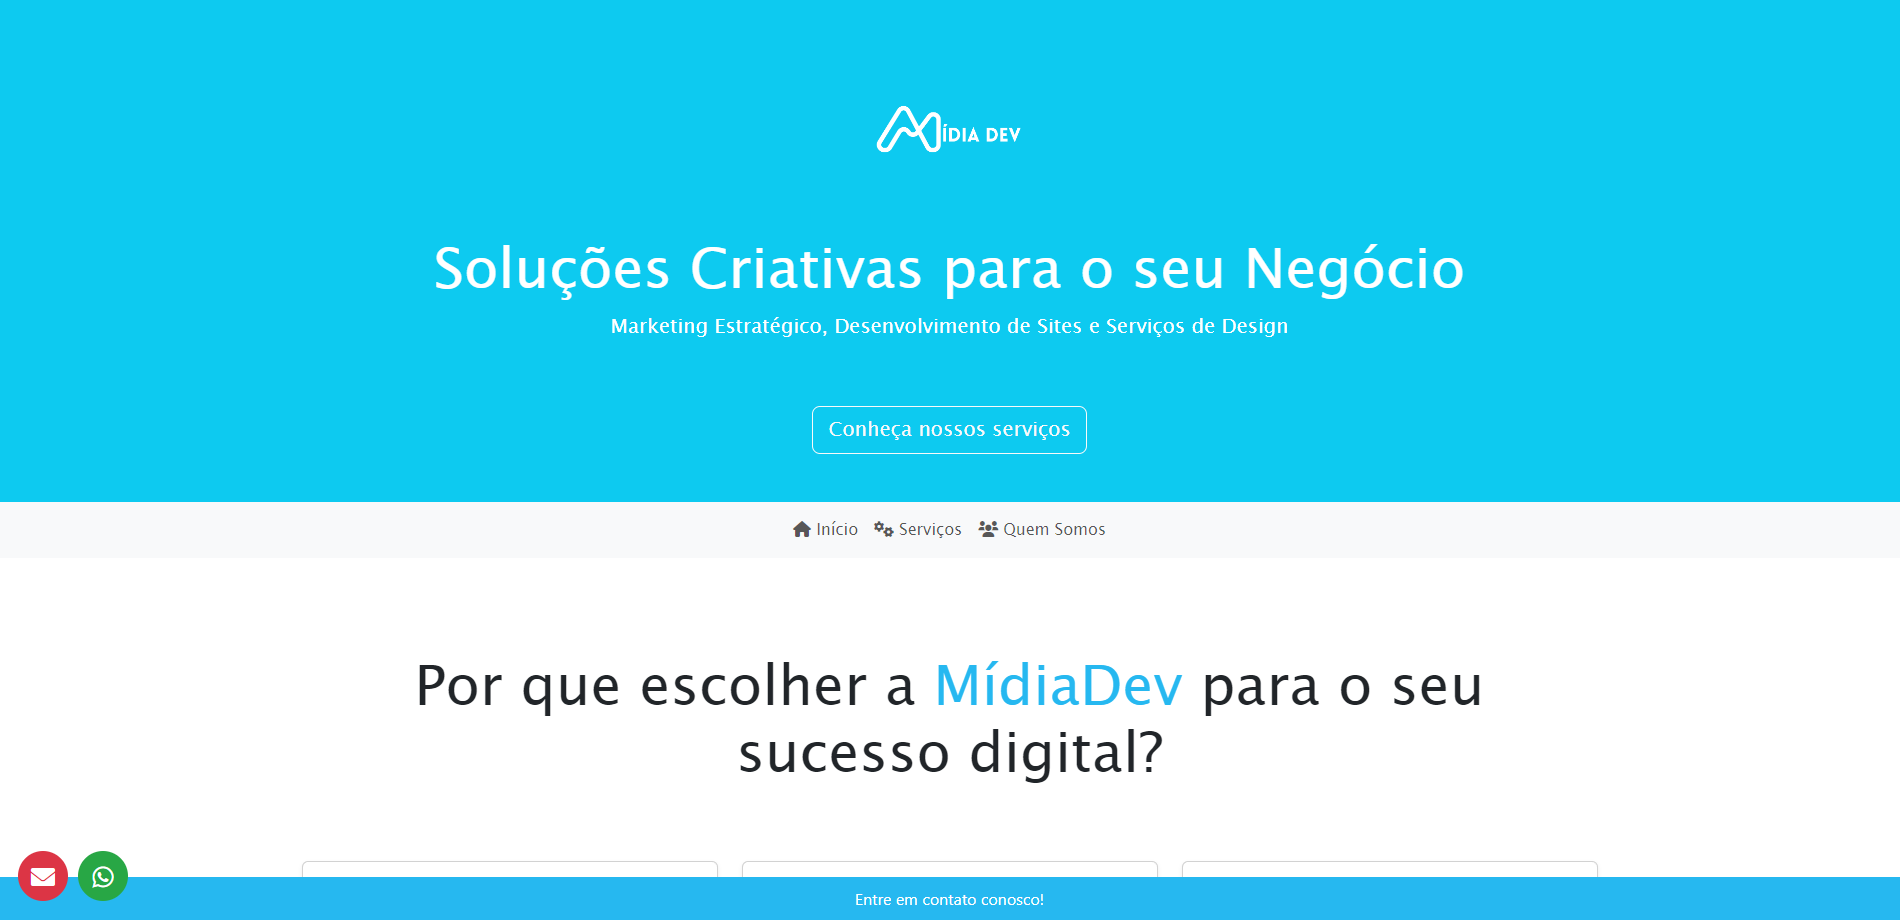 MÍDIA DEV
Soluções Criativas para o seu Negócio
Marketing Estratégico, Desenvolvimento de Sites e Serviços de Design
Conheça nossos serviços
Início Serviços Quem Somos
Por que escolher a MídiaDev para o seu
sucesso digital?
Entre em contato conosco!